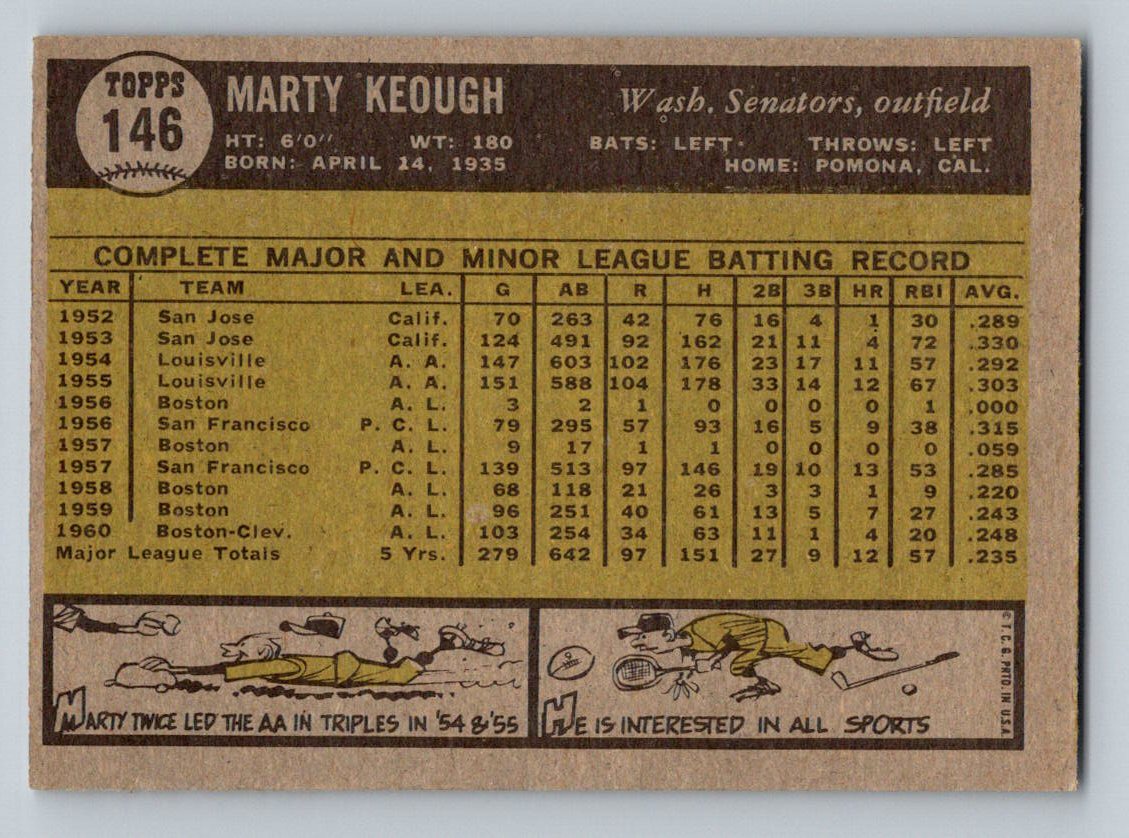 TOPPS
146
MARTY KEOUGH
Wash. Senators, outfield
HT: 6'0" WT: 180 BATS: LEFT THROWS: LEFT
BORN: APRIL 14, 1935 HOME: POMONA, CAL.
COMPLETE MAJOR AND MINOR LEAGUE BATTING RECORD
YEAR TEAM LEA. G AB R H 2B 3B HR RBI AVG.
1952 San Jose Calif. 70 263 42 76 16 4 1 30 .289
1953 San Jose Calif. 124 491 92 162 21 11 4 72 .330
1954 Louisville A. A. 147 603 102 176 23 17 11 57 .292
1955 Louisville A. A. 151 588 104 178 33 14 12 67 .303
1956 Boston A. L. 3 2 1 0 0 0 0 1 .000
1956 San Francisco P. C. L. 79 295 57 93 16 5 9 38 .315
1957 Boston A. L. 9 17 1 1 0 0 0 0 .059
1957 San Francisco P. C. L. 139 513 97 146 19 10 13 53 .285
1958 Boston A. L. 68 118 21 26 3 3 1 9 .220
1959 Boston A. L. 96 251 40 61 13 5 7 27 .243
1960 Boston-Clev. A. L. 103 254 34 63 11 1 4 20 .248
Major League Totals 5 Yrs. 279 642 97 151 27 9 12 57 .235
MARTY TWICE LED THE AA IN TRIPLES IN '54 & '55
HE IS INTERESTED IN ALL SPORTS
© T. C. G. PRTD IN U.S.A.